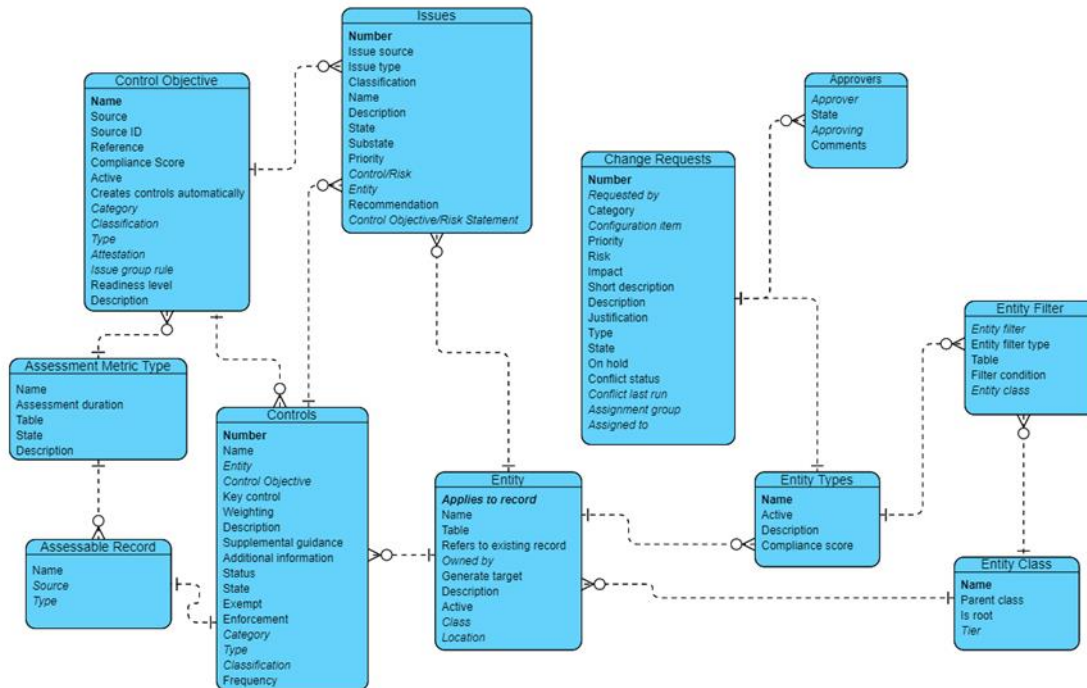 Issues
Number
Issue source
Issue type
Classification
Name
Description
State
Substate
Priority
Control/Risk
Entity
Recommendation
Control Objective/Risk Statement
Control Objective
Name
Source
Source ID
Reference
Compliance Score
Active
Creates controls automatically
Category
Classification
Type
Attestation
Issue group rule
Readiness level
Description
Approvers
Approver
State
Approving
Comments
Change Requests
Number
Requested by
Category
Configuration item
Priority
Risk
Impact
Short description
Description
Justification
Type
State
On hold
Conflict status
Conflict last run
Assignment group
Assigned to
Entity Filter
Entity filter
Entity filter type
Table
Filter condition
Entity class
Assessment Metric Type
Name
Assessment duration
Table
State
Description
Controls
Number
Name
Entity
Control Objective
Key control
Weighting
Description
Supplemental guidance
Additional information
Status
State
Exempt
Enforcement
Category
Type
Classification
Frequency
Entity
Applies to record
Name
Table
Refers to existing record
Owned by
Generate target
Description
Active
Class
Location
Entity Types
Name
Active
Description
Compliance score
Assessable Record
Name
Source
Type
Entity Class
Name
Parent class
Is root
Tier